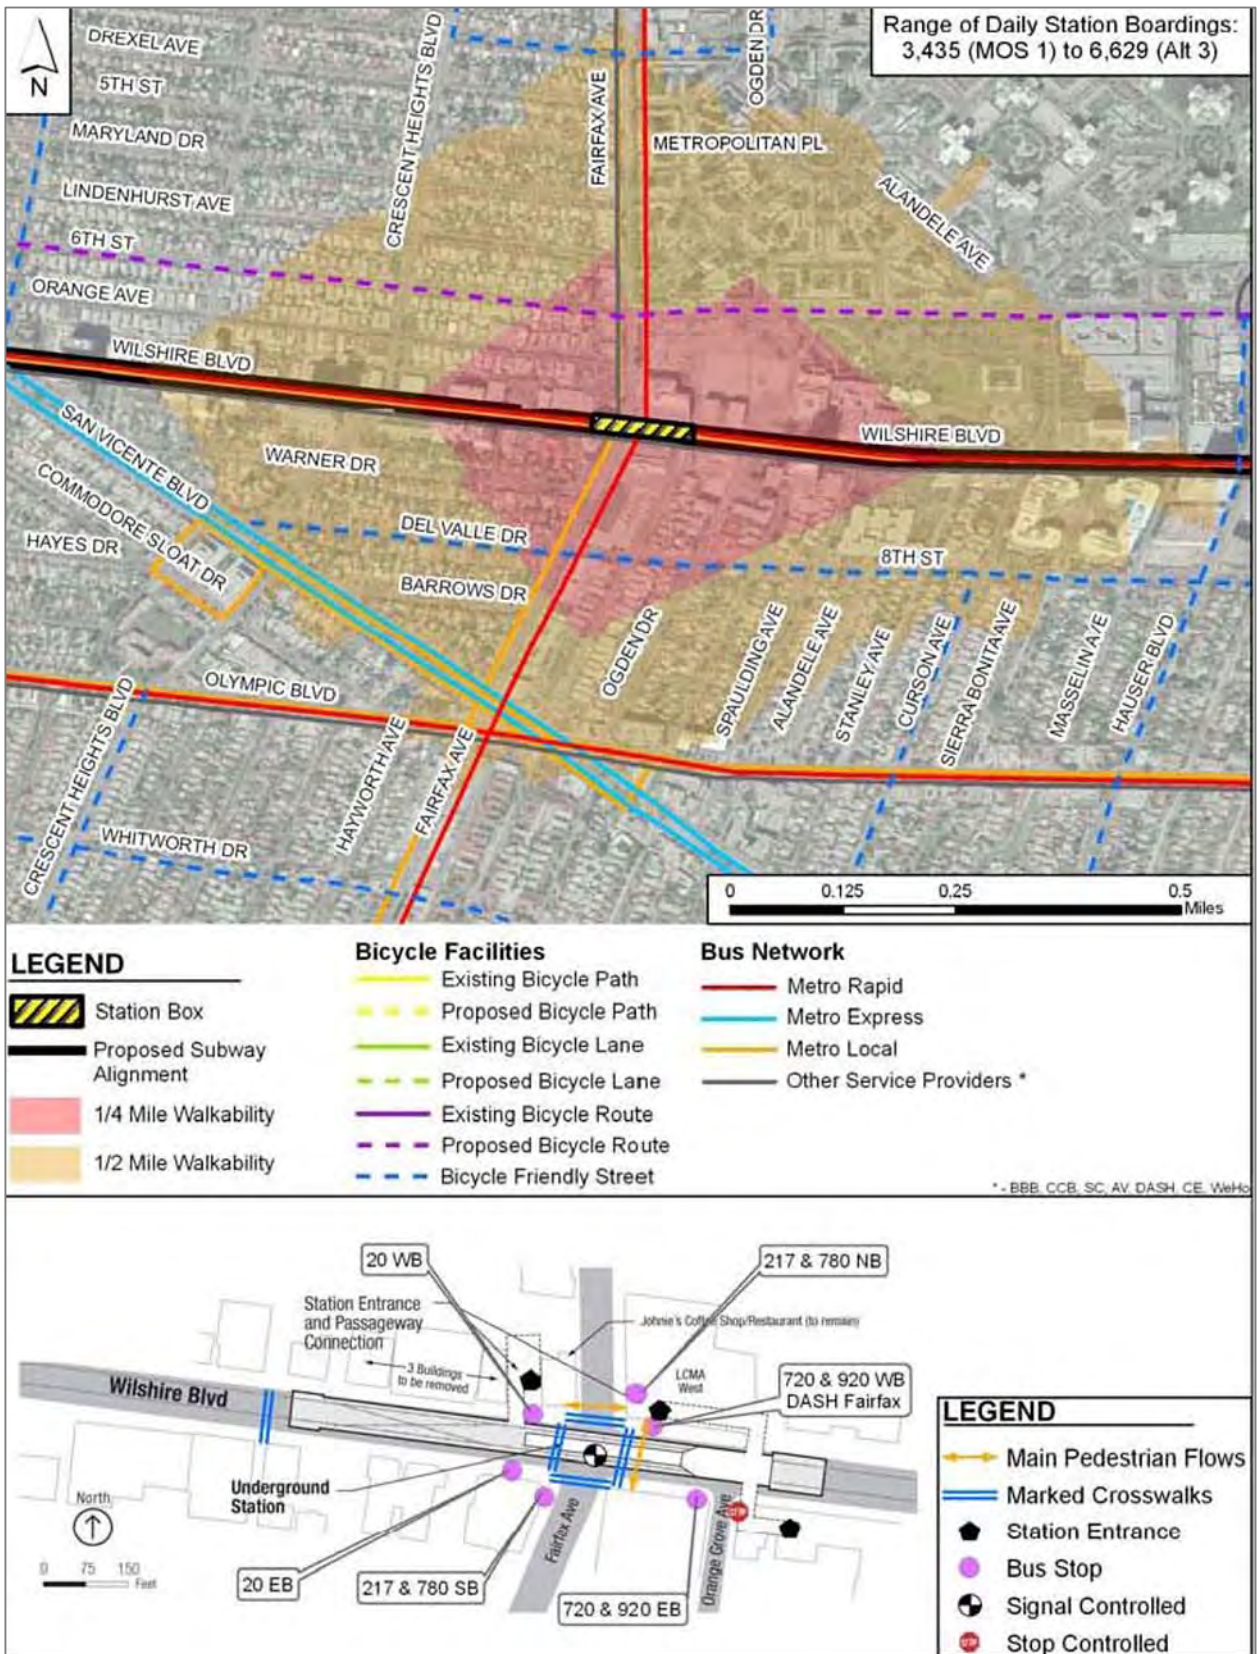 Range of Daily Station Boardings:
3,435 (MOS 1) to 6,629 (Alt 3)
N
DREXEL AVE
5TH ST
MARYLAND DR
LINDENHURST AVE
6TH ST
ORANGE AVE
CRESCENT HEIGHTS BLVD
FAIRFAX AVE
OGDEN DR
METROPOLITAN PL
ALANDELE AVE
WILSHIRE BLVD
WILSHIRE BLVD
SAN VICENTE BLVD
WARNER DR
COMMODORE SLOAT DR
HAYES DR
DEL VALLE DR
8TH ST
BARROWS DR
OGDEN DR
SPAULDING AVE
ALANDELE AVE
STANLEY AVE
CURSON AVE
SIERRA BONITA AVE
MASSELIN AVE
HAUSER BLVD
OLYMPIC BLVD
CRESCENT HEIGHTS BLVD
HAYWORTH AVE
FAIRFAX AVE
WHITWORTH DR
0 0.125 0.25 0.5
Miles
LEGEND
Station Box
Proposed Subway
Alignment
1/4 Mile Walkability
1/2 Mile Walkability
Bicycle Facilities
Existing Bicycle Path
Proposed Bicycle Path
Existing Bicycle Lane
Proposed Bicycle Lane
Existing Bicycle Route
Proposed Bicycle Route
Bicycle Friendly Street
Bus Network
Metro Rapid
Metro Express
Metro Local
Other Service Providers *
* - BBB, CCB, SC, AV, DASH, CE, WeHo
20 WB
217 & 780 NB
Station Entrance
and Passageway
Connection
Johnie's Coffee Shop/Restaurant (to remain)
3 Buildings
to be removed
LCMA
West
720 & 920 WB
DASH Fairfax
Wilshire Blvd
Underground
Station
North
0 75 150
Feet
Fairfax Ave
Orange Grove Ave
STOP
20 EB
217 & 780 SB
720 & 920 EB
LEGEND
Main Pedestrian Flows
Marked Crosswalks
Station Entrance
Bus Stop
Signal Controlled
STOP
Stop Controlled